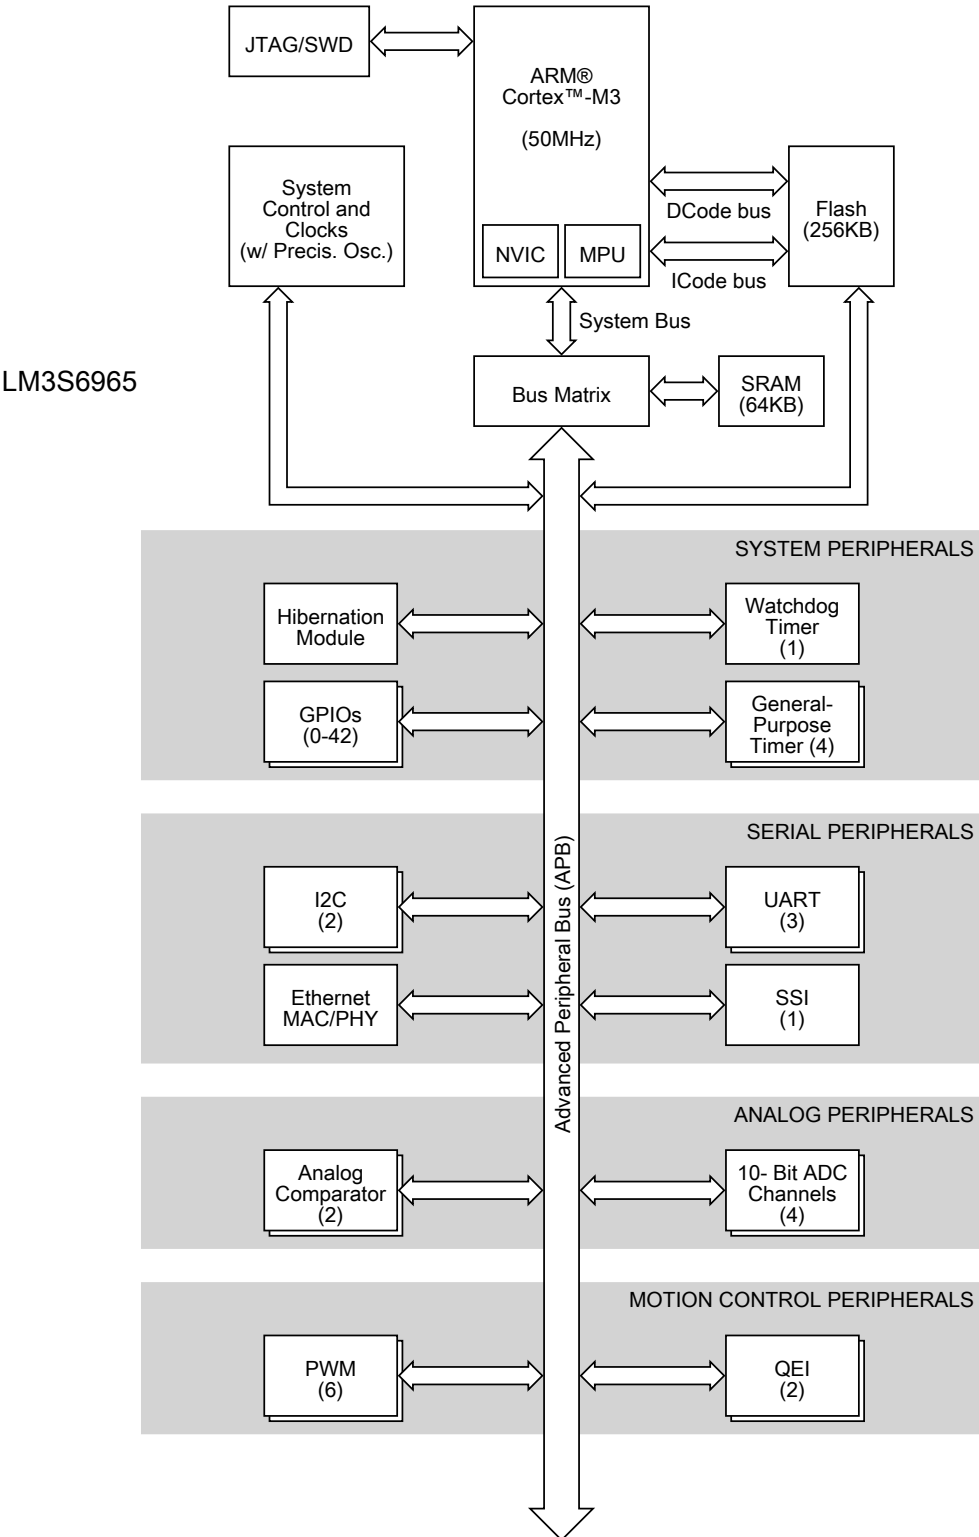 JTAG/SWD
ARM®
Cortex™-M3
(50MHz)
System
Control and
Clocks
(w/ Precis. Osc.)
DCode bus
Flash
(256KB)
NVIC
MPU
ICode bus
System Bus
LM3S6965
Bus Matrix
SRAM
(64KB)
SYSTEM PERIPHERALS
Hibernation
Module
Watchdog
Timer
(1)
GPIOs
(0-42)
General-
Purpose
Timer (4)
Advanced Peripheral Bus (APB)
SERIAL PERIPHERALS
I2C
(2)
UART
(3)
Ethernet
MAC/PHY
SSI
(1)
ANALOG PERIPHERALS
Analog
Comparator
(2)
10- Bit ADC
Channels
(4)
MOTION CONTROL PERIPHERALS
PWM
(6)
QEI
(2)